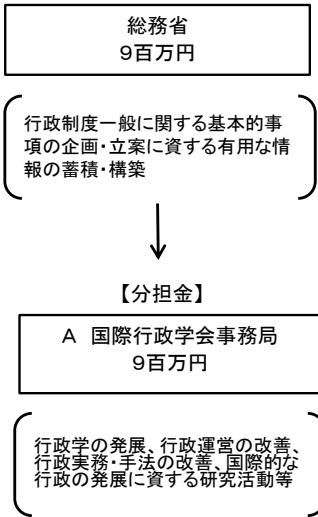 総務省
9百万円
行政制度一般に関する基本的事
項の企画・立案に資する有用な情
報の蓄積・構築
【分担金】
A 国際行政学会事務局
9百万円
行政学の発展、行政運営の改善、
行政実務・手法の改善、国際的な
行政の発展に資する研究活動等